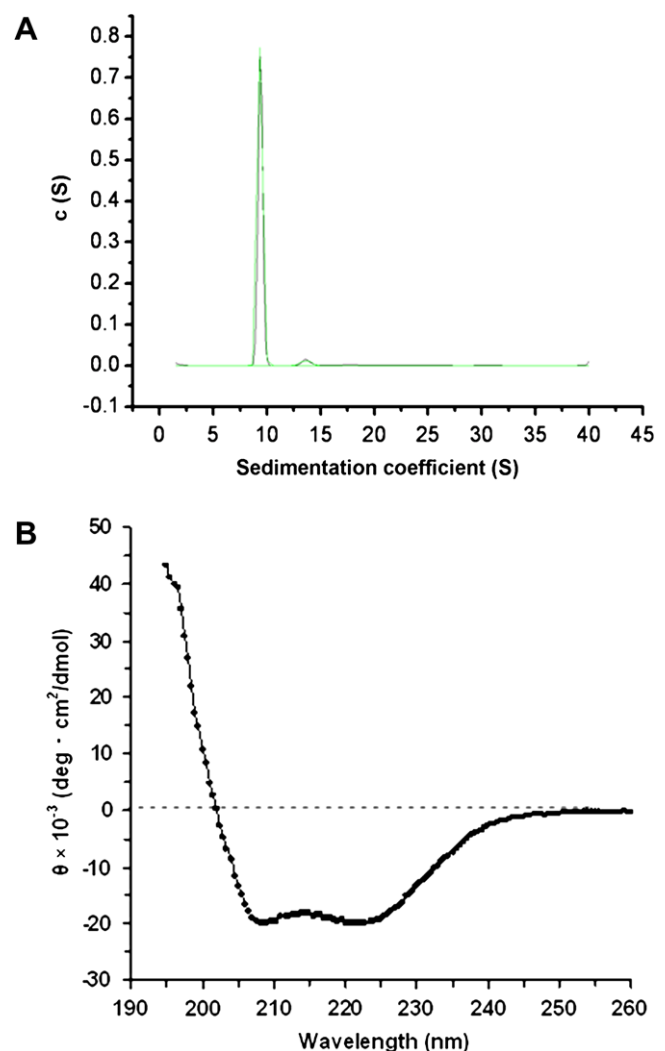 A
0.8
0.7
0.6
0.5
0.4
0.3
0.2
0.1
0.0
-0.1
c (S)
0 5 10 15 20 25 30 35 40 45
Sedimentation coefficient (S)
B
50
40
30
20
10
0
-10
-20
-30
θ × 10⁻³ (deg · cm²/dmol)
190 200 210 220 230 240 250 260
Wavelength (nm)